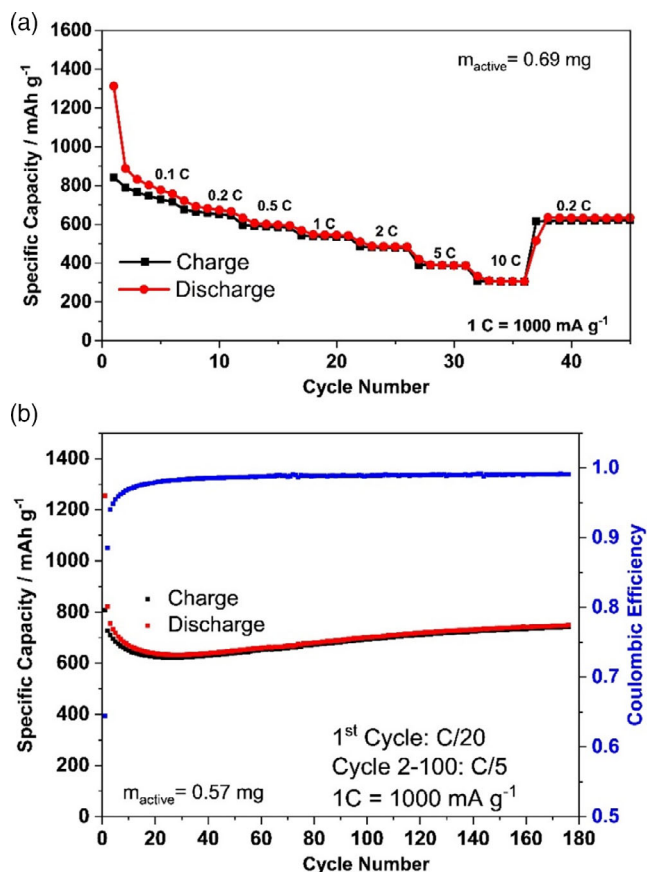 (a)
1600
1400
1200
1000
800
600
400
200
0
Specific Capacity / mAh g⁻¹
m_active = 0.69 mg
0.1 C
0.2 C
0.5 C
1 C
2 C
5 C
10 C
0.2 C
Charge
Discharge
1 C = 1000 mA g⁻¹
0 10 20 30 40
Cycle Number
(b)
1400
1200
1000
800
600
400
200
0
Specific Capacity / mAh g⁻¹
Charge
Discharge
1st Cycle: C/20
Cycle 2-100: C/5
1C = 1000 mA g⁻¹
m_active = 0.57 mg
1.0
0.9
0.8
0.7
0.6
0.5
Coulombic Efficiency
0 20 40 60 80 100 120 140 160 180
Cycle Number